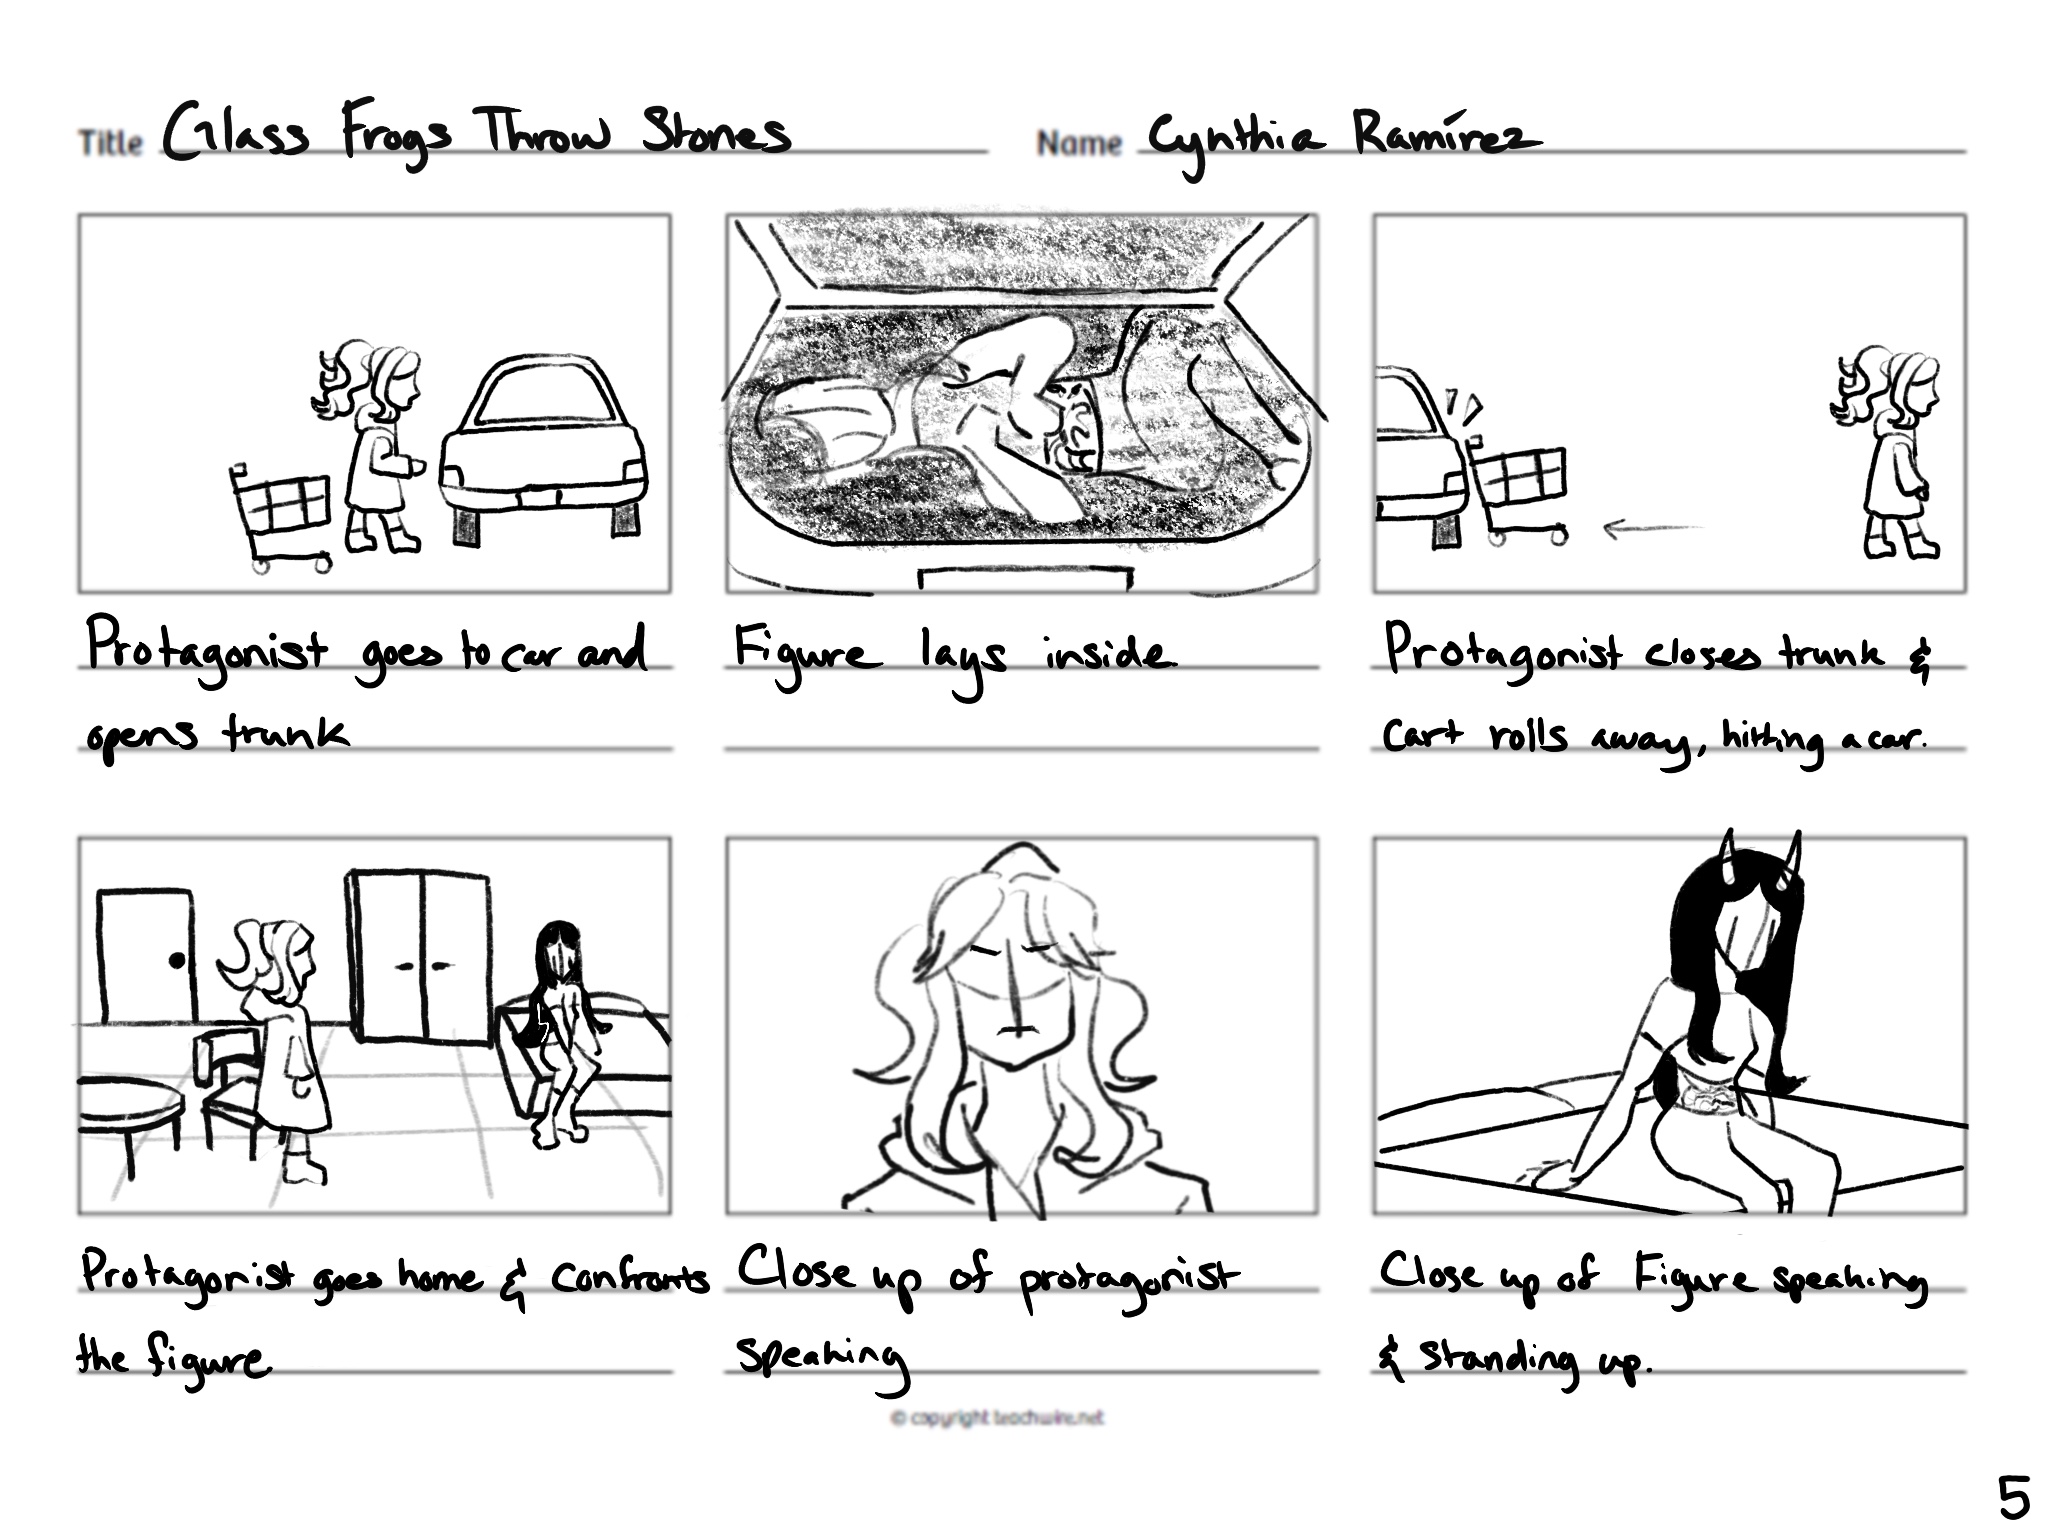 Title Glass Frogs Throw Stones
Name Cynthia Ramírez
Protagonist goes to car and
opens trunk
Figure lays inside
Protagonist closes trunk &
cart rolls away, hitting a car.
Protagonist goes home & confronts
the figure
Close up of protagonist
speaking
Close up of Figure speaking
& standing up.
© copyright teachwire.net
5